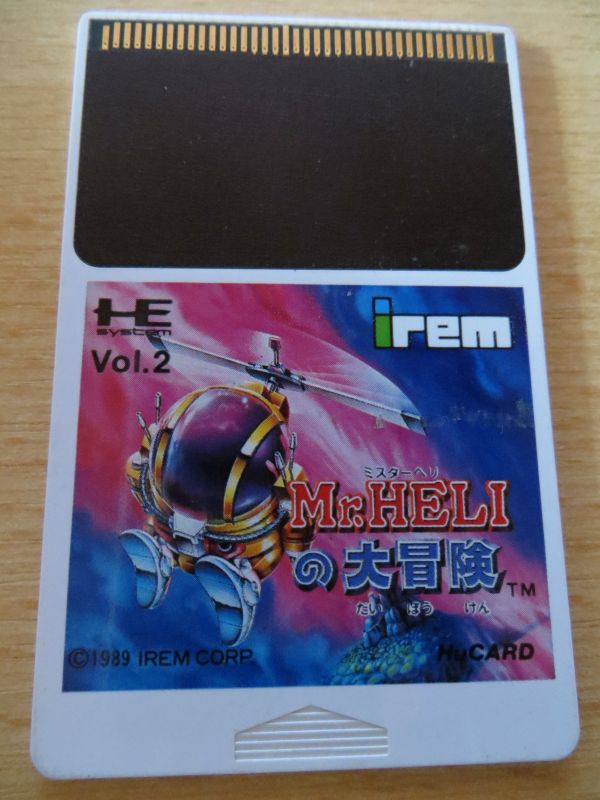 HE
system
Vol.2
irem
ミスターヘリ
Mr.HELI
の大冒険™
だい ぼう けん
©1989 IREM CORP.
HuCARD